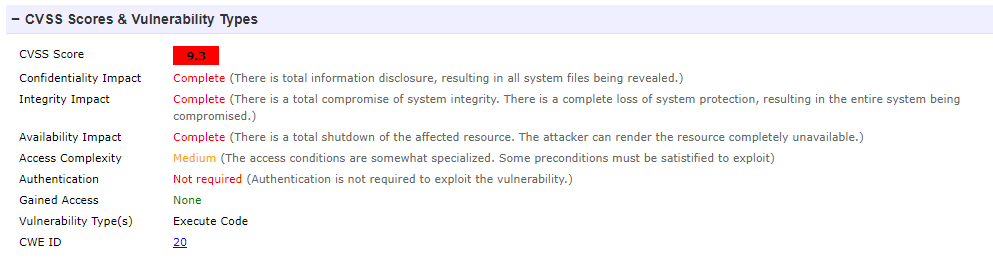 − CVSS Scores & Vulnerability Types
CVSS Score 9.3
Confidentiality Impact Complete (There is total information disclosure, resulting in all system files being revealed.)
Integrity Impact Complete (There is a total compromise of system integrity. There is a complete loss of system protection, resulting in the entire system being
compromised.)
Availability Impact Complete (There is a total shutdown of the affected resource. The attacker can render the resource completely unavailable.)
Access Complexity Medium (The access conditions are somewhat specialized. Some preconditions must be satistified to exploit)
Authentication Not required (Authentication is not required to exploit the vulnerability.)
Gained Access None
Vulnerability Type(s) Execute Code
CWE ID 20